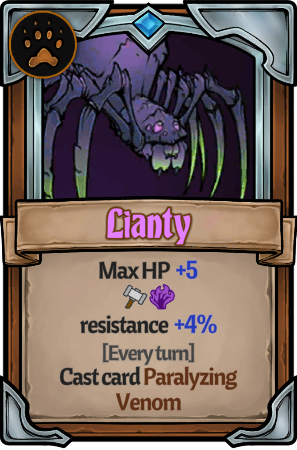 Lianty
Max HP +5
resistance +4%
[Every turn]
Cast card Paralyzing
Venom